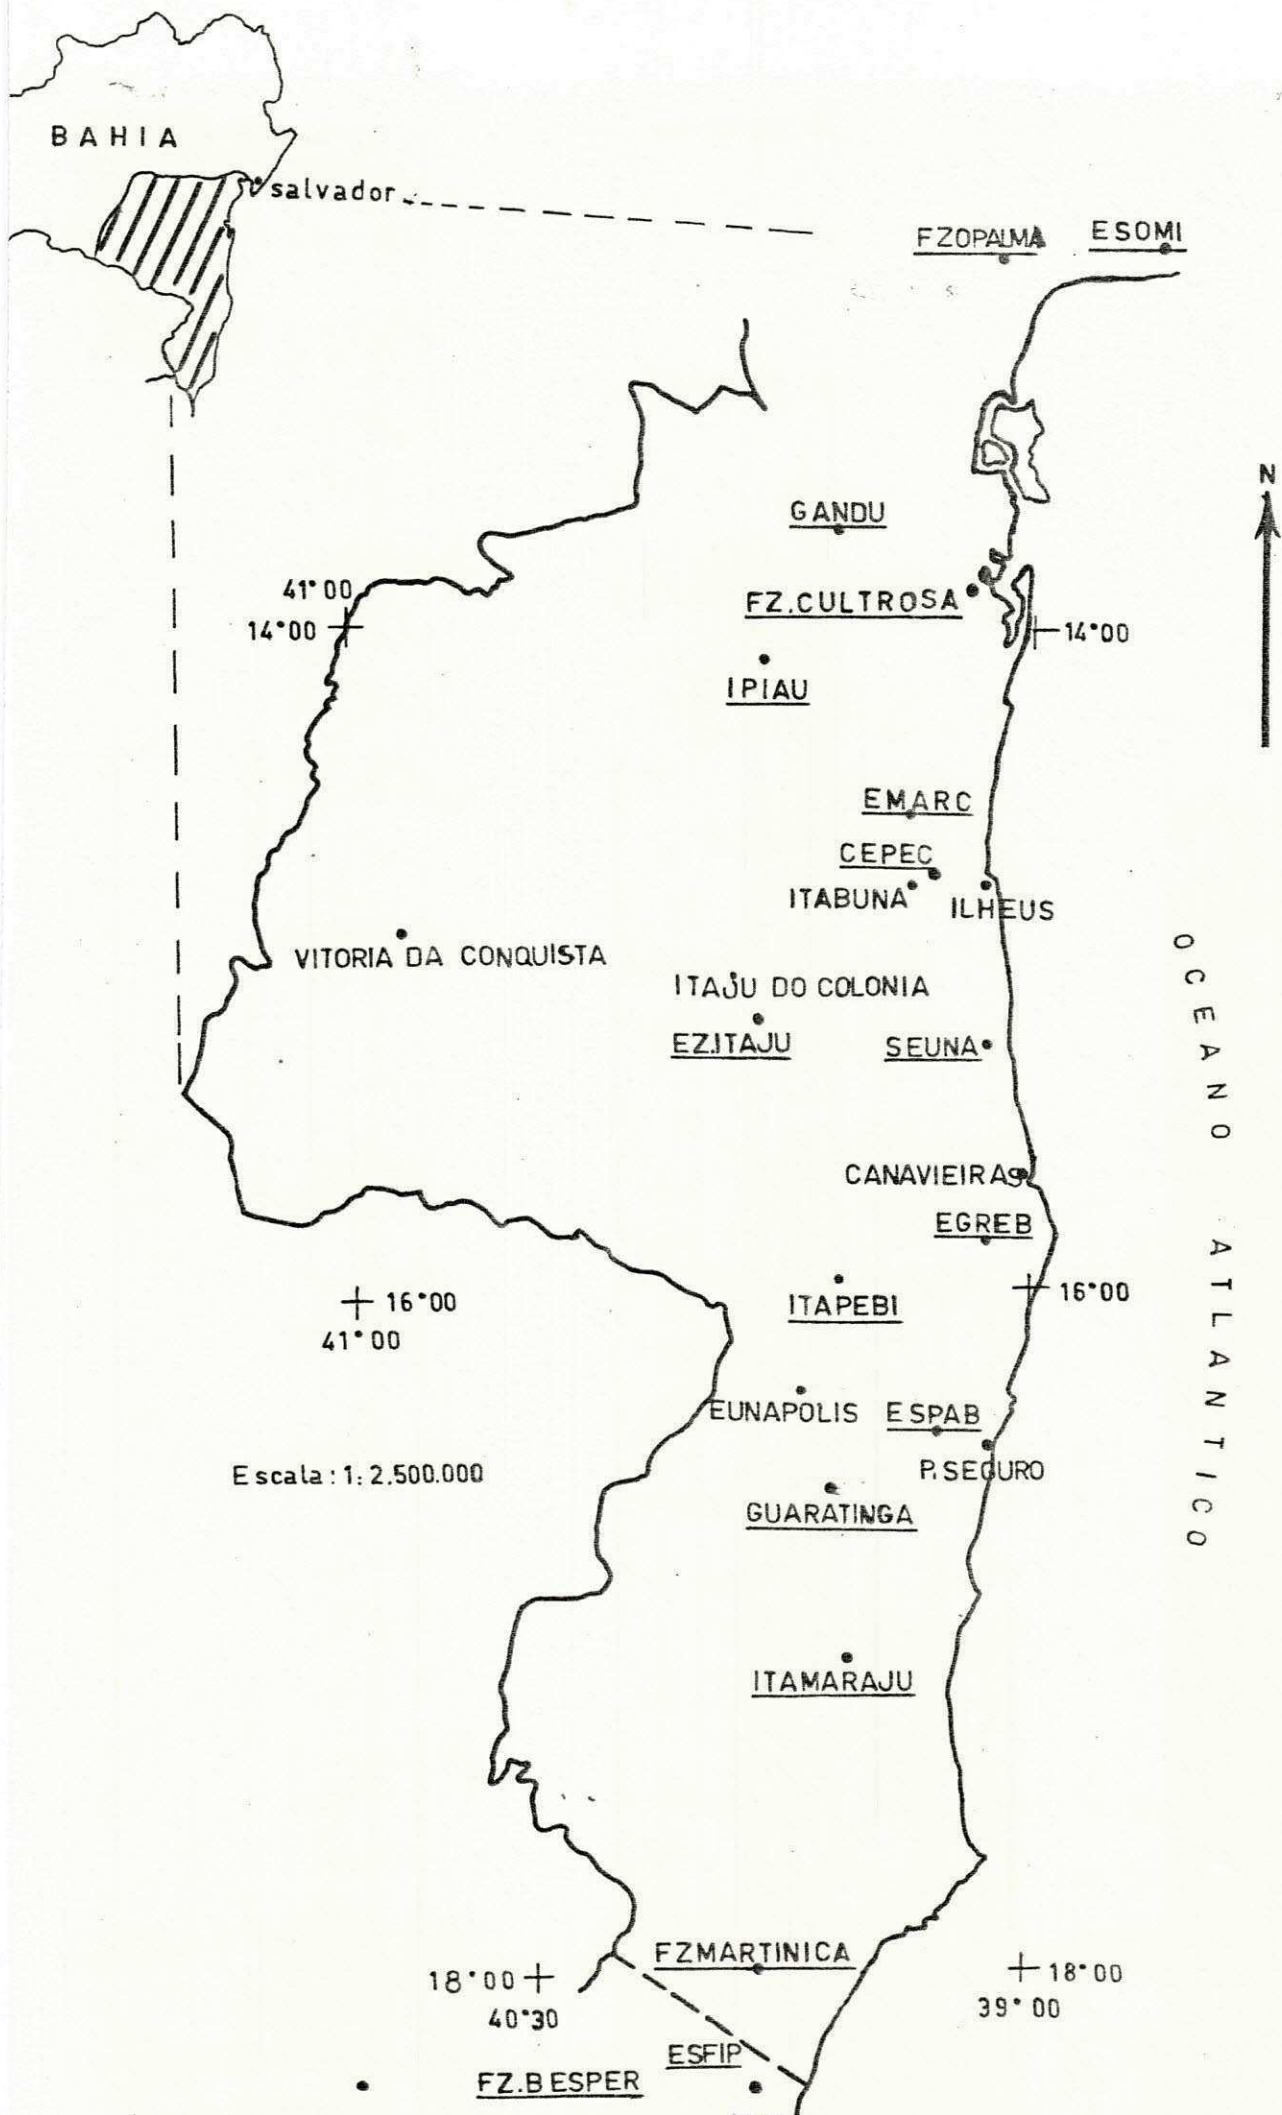 BAHIA
salvador
FZOPALMA
ESOMI
N
GANDU
41°00
14°00
FZ.CULTROSA
14°00
IPIAU
EMARC
CEPEC
ITABUNA
ILHEUS
VITORIA DA CONQUISTA
ITAJU DO COLONIA
EZ.ITAJU
SEUNA
OCEANO ATLANTICO
CANAVIEIRAS
EGREB
16°00
41°00
ITAPEBI
16°00
EUNAPOLIS
ESPAB
P.SEGURO
Escala: 1: 2.500.000
GUARATINGA
ITAMARAJU
FZMARTINICA
18°00
40°30
18°00
39°00
ESFIP
FZ.BESPER